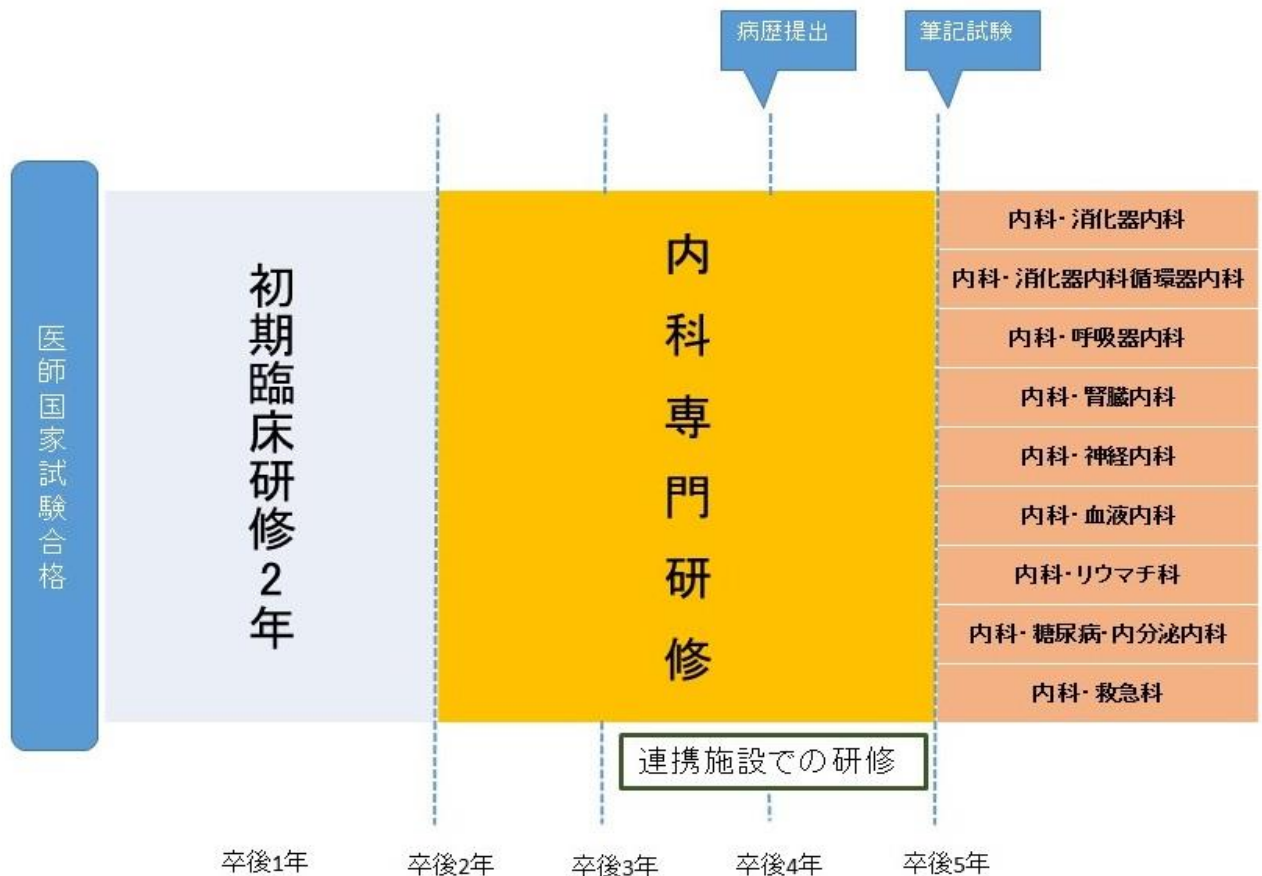 病歴提出
筆記試験
医師国家試験合格
初期臨床研修2年
内科専門研修
内科・消化器内科
内科・消化器内科循環器内科
内科・呼吸器内科
内科・腎臓内科
内科・神経内科
内科・血液内科
内科・リウマチ科
内科・糖尿病・内分泌内科
内科・救急科
連携施設での研修
卒後1年
卒後2年
卒後3年
卒後4年
卒後5年